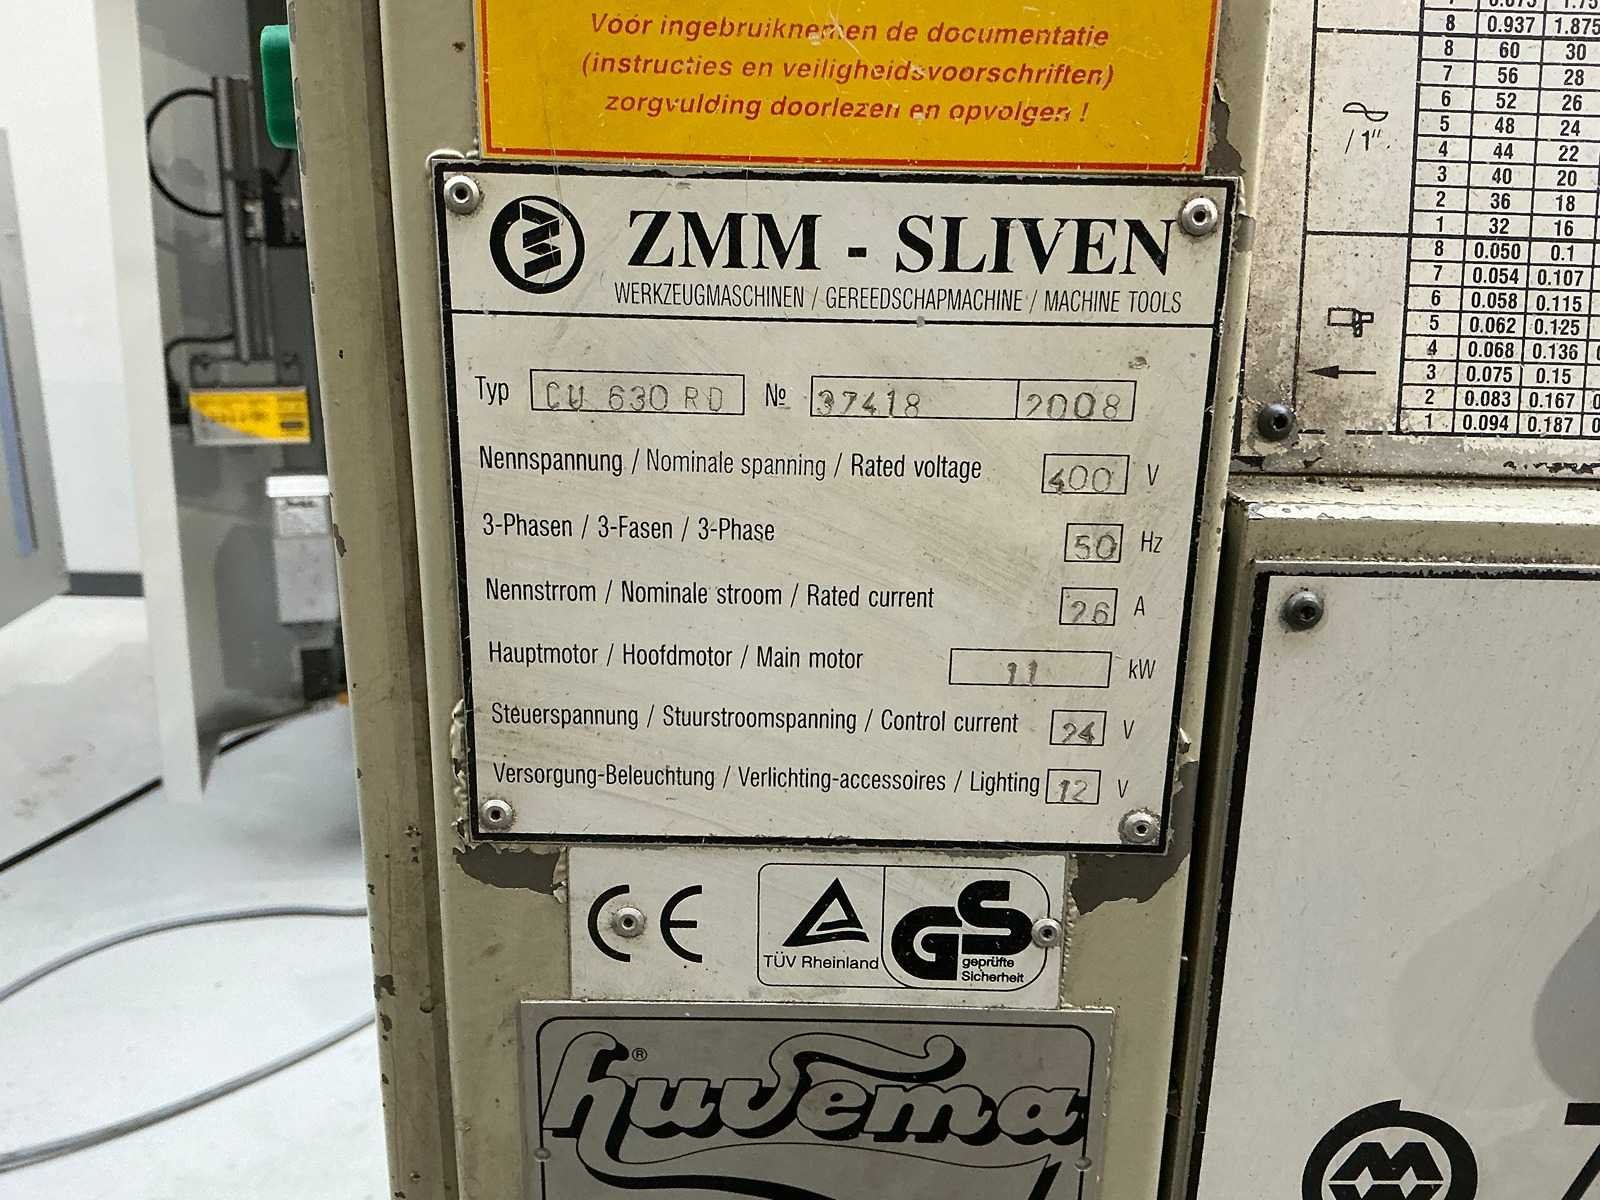 Vóór ingebruiknemen de documentatie
(instructies en veiligheidsvoorschriften)
zorgvulding doorlezen en opvolgen !
ZMM - SLIVEN
WERKZEUGMASCHINEN / GEREEDSCHAPMACHINE / MACHINE TOOLS
Typ CU 630 RD № 37418 2008
Nennspannung / Nominale spanning / Rated voltage 400 V
3-Phasen / 3-Fasen / 3-Phase 50 Hz
Nennstrrom / Nominale stroom / Rated current 26 A
Hauptmotor / Hoofdmotor / Main motor 11 kW
Steuerspannung / Stuurstroomspanning / Control current 24 V
Versorgung-Beleuchtung / Verlichting-accessoires / Lighting 12 V
CE
TÜV Rheinland
GS
geprüfte
Sicherheit
huvema ®
8 0.937 1.875
8 60 30
7 56 28
6 52 26
5 48 24
4 44 22
3 40 20
2 36 18
1 32 16
/ 1"
8 0.050 0.1
7 0.054 0.107
6 0.058 0.115
5 0.062 0.125
4 0.068 0.136
3 0.075 0.15
2 0.083 0.167
1 0.094 0.187